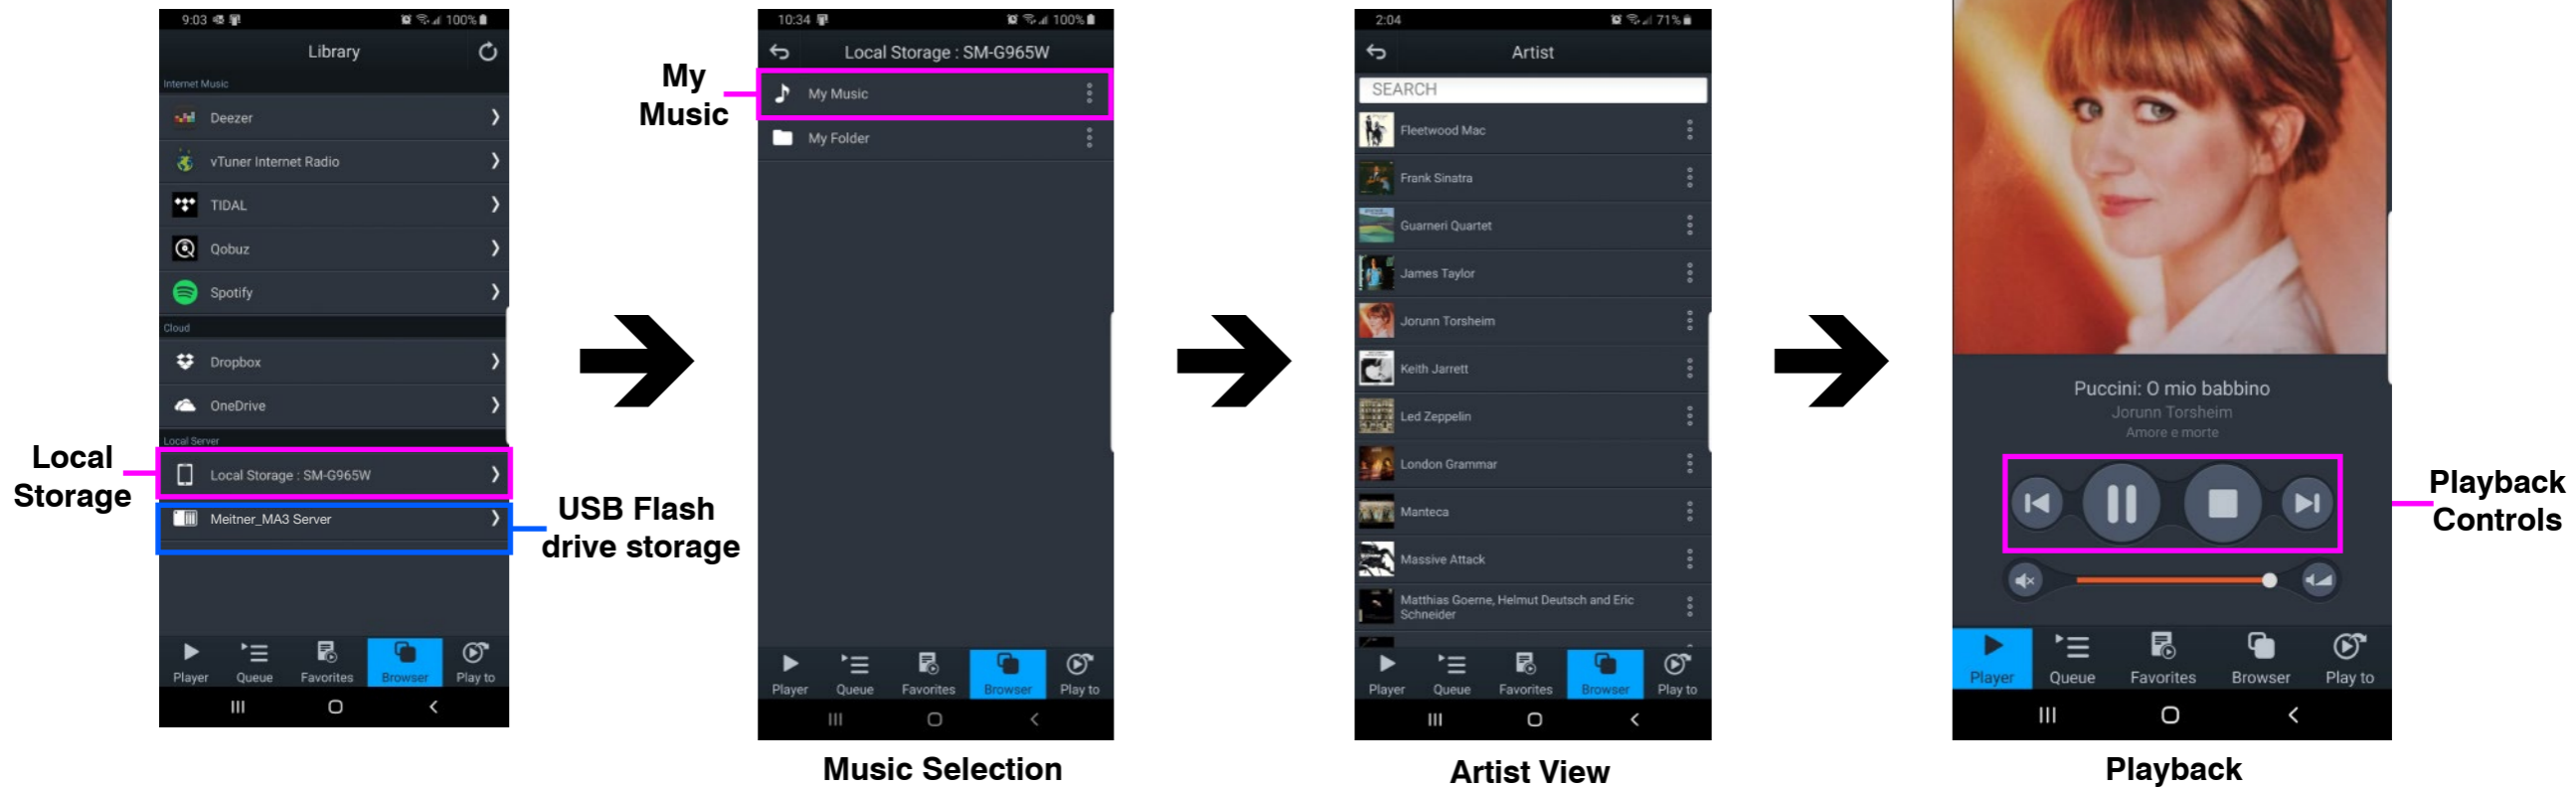 9:03
100%
Library
Internet Music
Deezer
vTuner Internet Radio
TIDAL
Qobuz
Spotify
Cloud
Dropbox
OneDrive
Local Server
Local Storage : SM-G965W
Meitner_MA3 Server
Player
Queue
Favorites
Browser
Play to
Local
Storage
USB Flash
drive storage
10:34
100%
Local Storage : SM-G965W
My Music
My Folder
Player
Queue
Favorites
Browser
Play to
My
Music
Music Selection
2:04
71%
Artist
SEARCH
Fleetwood Mac
Frank Sinatra
Guarneri Quartet
James Taylor
Jorunn Torsheim
Keith Jarrett
Led Zeppelin
London Grammar
Manteca
Massive Attack
Matthias Goerne, Helmut Deutsch and Eric
Schneider
Player
Queue
Favorites
Browser
Play to
Artist View
Puccini: O mio babbino
Jorunn Torsheim
Amore e morte
Player
Queue
Favorites
Browser
Play to
Playback
Controls
Playback